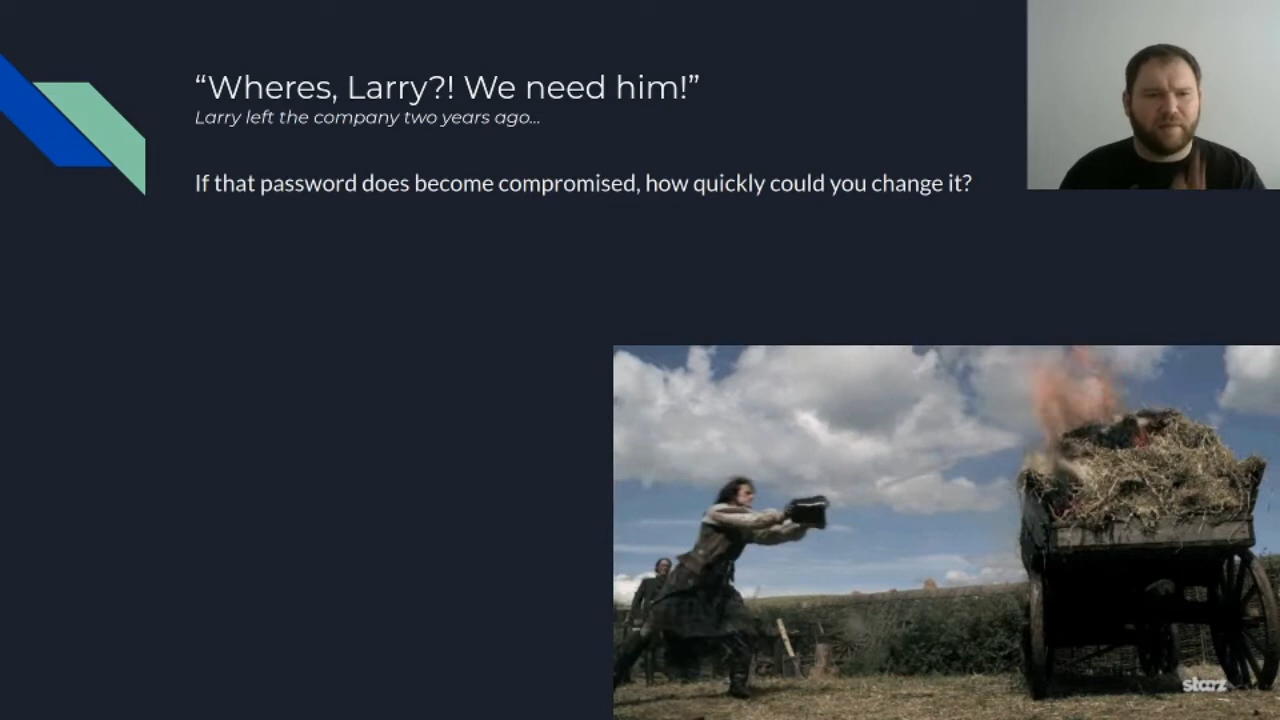 “Wheres, Larry?! We need him!”
Larry left the company two years ago...
If that password does become compromised, how quickly could you change it?
starz